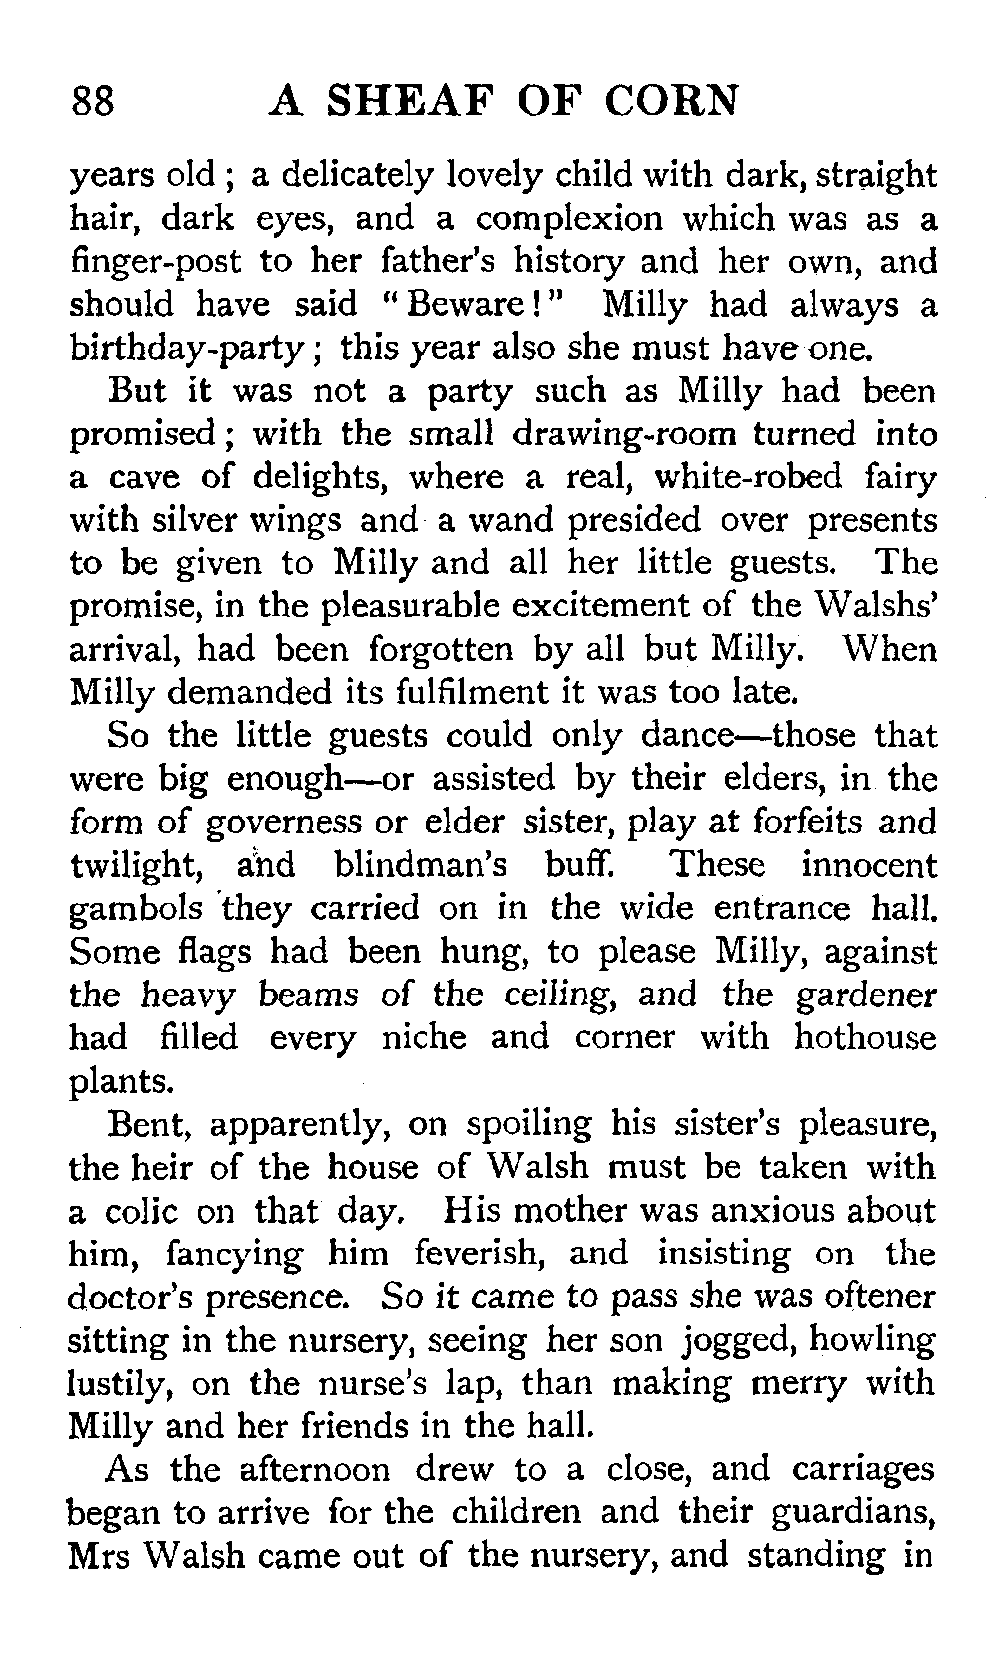 88 A SHEAF OF CORN
years old ; a delicately lovely child with dark, straight
hair, dark eyes, and a complexion which was as a
finger-post to her father's history and her own, and
should have said "Beware!" Milly had always a
birthday-party ; this year also she must have one.
But it was not a party such as Milly had been
promised ; with the small drawing-room turned into
a cave of delights, where a real, white-robed fairy
with silver wings and a wand presided over presents
to be given to Milly and all her little guests. The
promise, in the pleasurable excitement of the Walshs'
arrival, had been forgotten by all but Milly. When
Milly demanded its fulfilment it was too late.
So the little guests could only dance—those that
were big enough—or assisted by their elders, in the
form of governess or elder sister, play at forfeits and
twilight, and blindman's buff. These innocent
gambols they carried on in the wide entrance hall.
Some flags had been hung, to please Milly, against
the heavy beams of the ceiling, and the gardener
had filled every niche and corner with hothouse
plants.
Bent, apparently, on spoiling his sister's pleasure,
the heir of the house of Walsh must be taken with
a colic on that day. His mother was anxious about
him, fancying him feverish, and insisting on the
doctor's presence. So it came to pass she was oftener
sitting in the nursery, seeing her son jogged, howling
lustily, on the nurse's lap, than making merry with
Milly and her friends in the hall.
As the afternoon drew to a close, and carriages
began to arrive for the children and their guardians,
Mrs Walsh came out of the nursery, and standing in